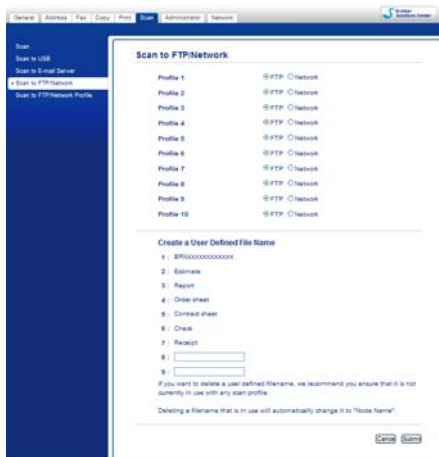 General Address Fax Copy Print Scan Administrator Network
Brother
Solutions Center
Scan
Scan to USB
Scan to E-mail Server
Scan to FTP/Network
Scan to FTP/Network Profile
Scan to FTP/Network
Profile 1 FTP Network
Profile 2 FTP Network
Profile 3 FTP Network
Profile 4 FTP Network
Profile 5 FTP Network
Profile 6 FTP Network
Profile 7 FTP Network
Profile 8 FTP Network
Profile 9 FTP Network
Profile 10 FTP Network
Create a User Defined File Name
1 :
2 : Estimate
3 : Report
4 : Order sheet
5 : Contract sheet
6 : Check
7 : Receipt
8 :
9 :
If you want to delete a user defined filename, we recommend you ensure that it is not
currently in use with any scan profile.
Deleting a filename that is in use will automatically change it to "Node Name".
Cancel Submit